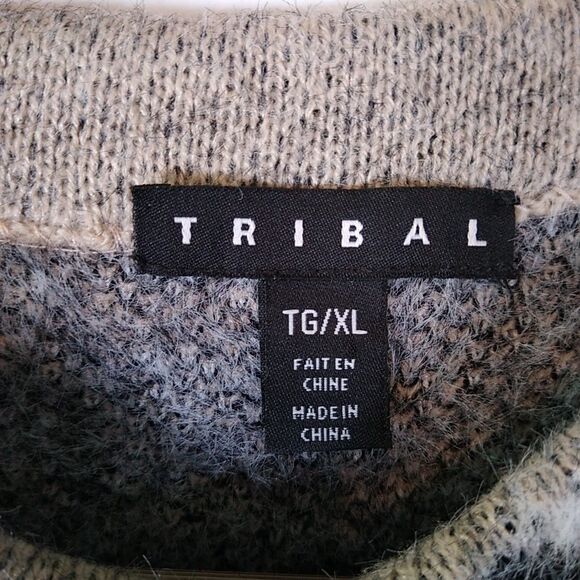 TRIBAL
TG/XL
FAIT EN
CHINE
MADE IN
CHINA